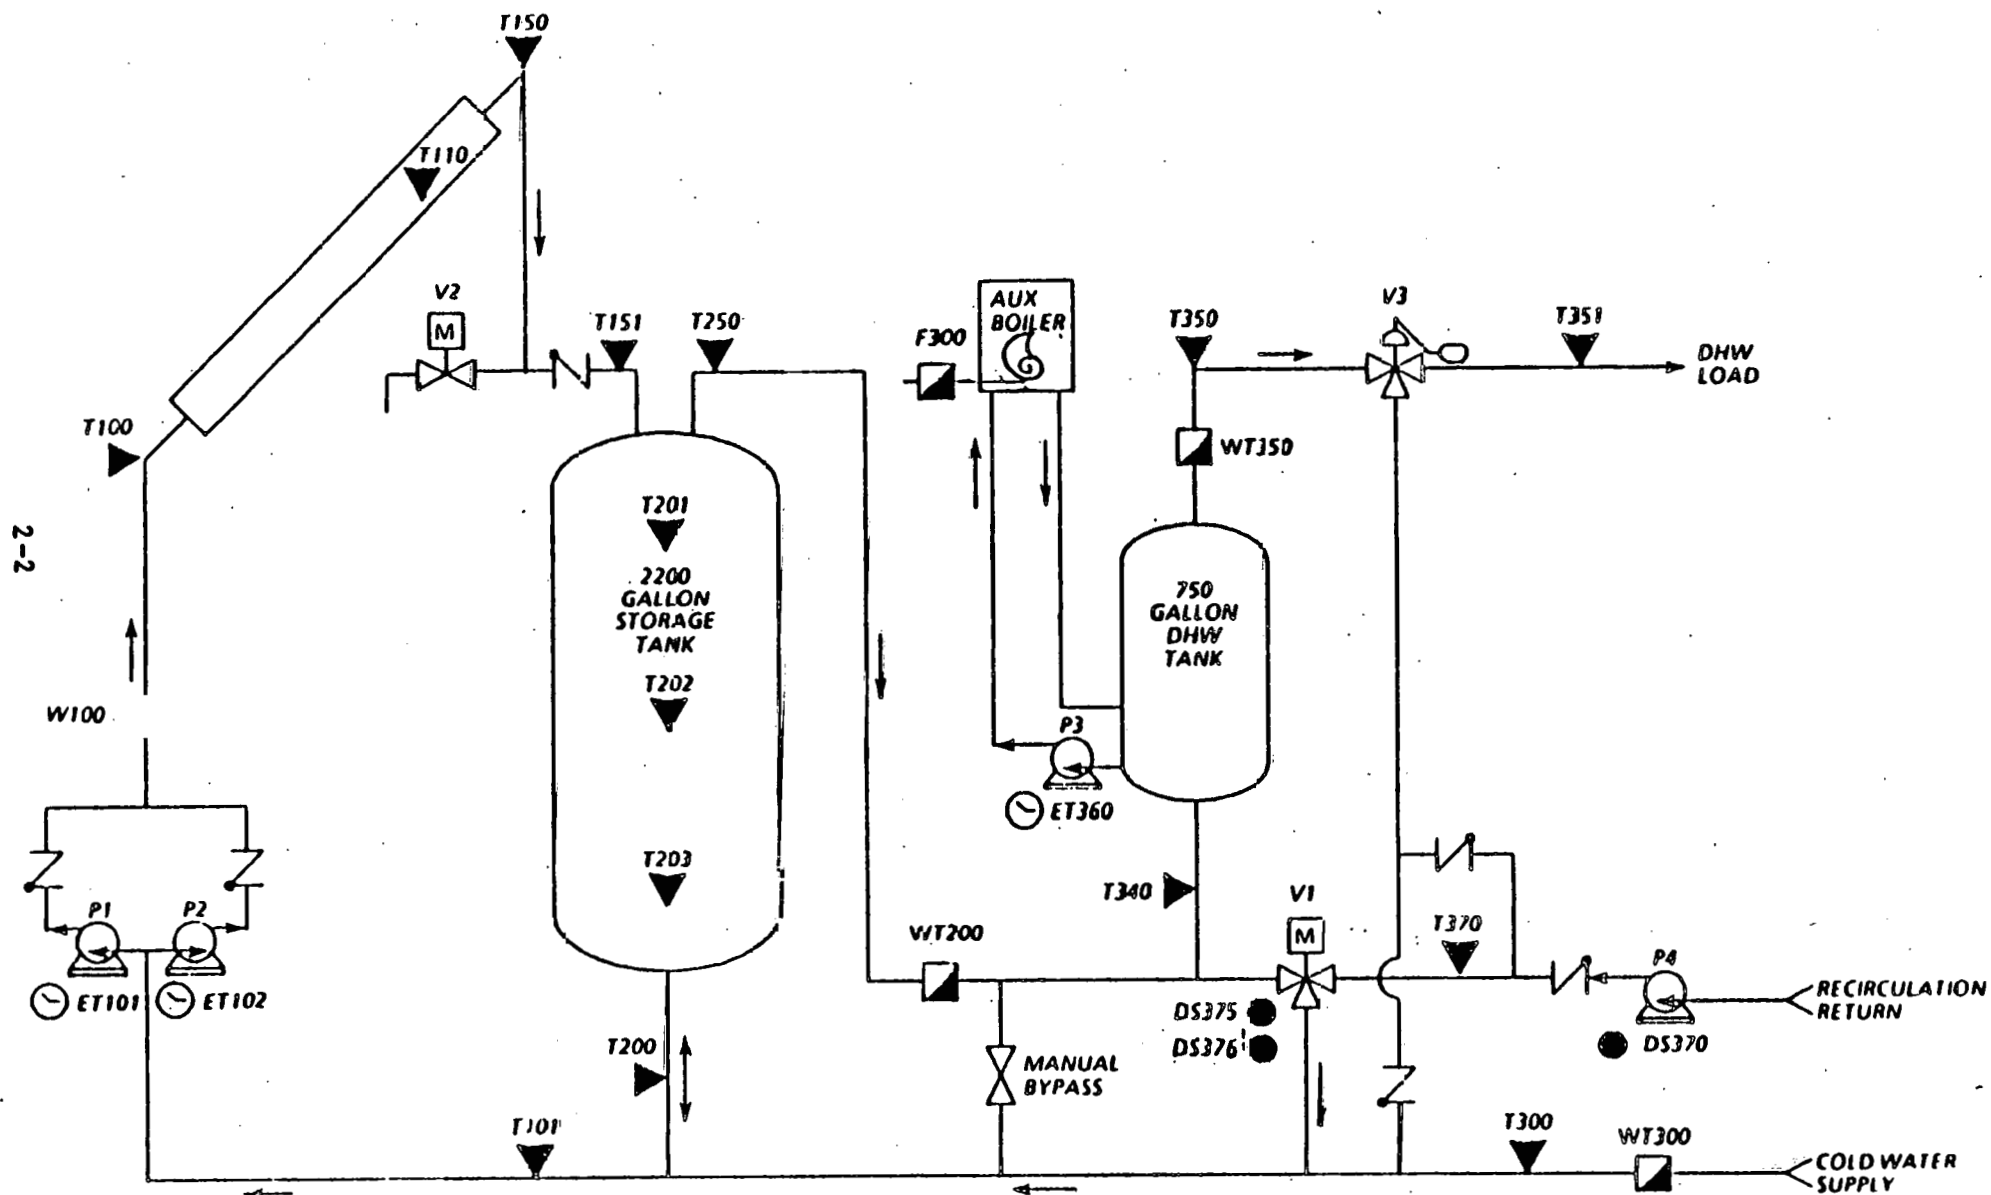 T150
T110
V2
M
T151
T250
T100
AUX
BOILER
F300
T350
V3
T351
DHW
LOAD
WT350
T201
2200
GALLON
STORAGE
TANK
T202
750
GALLON
DHW
TANK
2-2
W100
P3
ET360
T203
T340
V1
M
T370
P1
P2
WT200
P4
ET101
ET102
DS375
DS376
RECIRCULATION
RETURN
DS370
T200
MANUAL
BYPASS
T101
T300
WT300
COLD WATER
SUPPLY